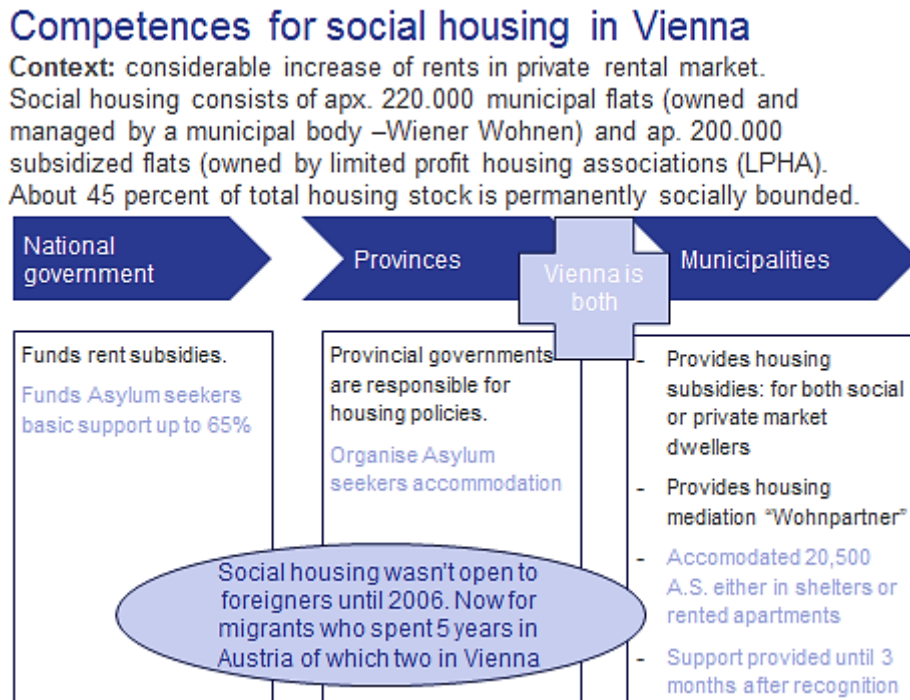 Competences for social housing in Vienna
Context: considerable increase of rents in private rental market.
Social housing consists of apx. 220.000 municipal flats (owned and
managed by a municipal body –Wiener Wohnen) and ap. 200.000
subsidized flats (owned by limited profit housing associations (LPHA).
About 45 percent of total housing stock is permanently socially bounded.
National
government
Provinces
Vienna is
both
Municipalities
Funds rent subsidies.
Funds Asylum seekers
basic support up to 65%
Provincial governments
are responsible for
housing policies.
Organise Asylum
seekers accommodation
- Provides housing
subsidies: for both social
or private market
dwellers
- Provides housing
mediation “Wohnpartner”
- Accomodated 20,500
A.S. either in shelters or
rented apartments
- Support provided until 3
months after recognition
Social housing wasn't open to
foreigners until 2006. Now for
migrants who spent 5 years in
Austria of which two in Vienna